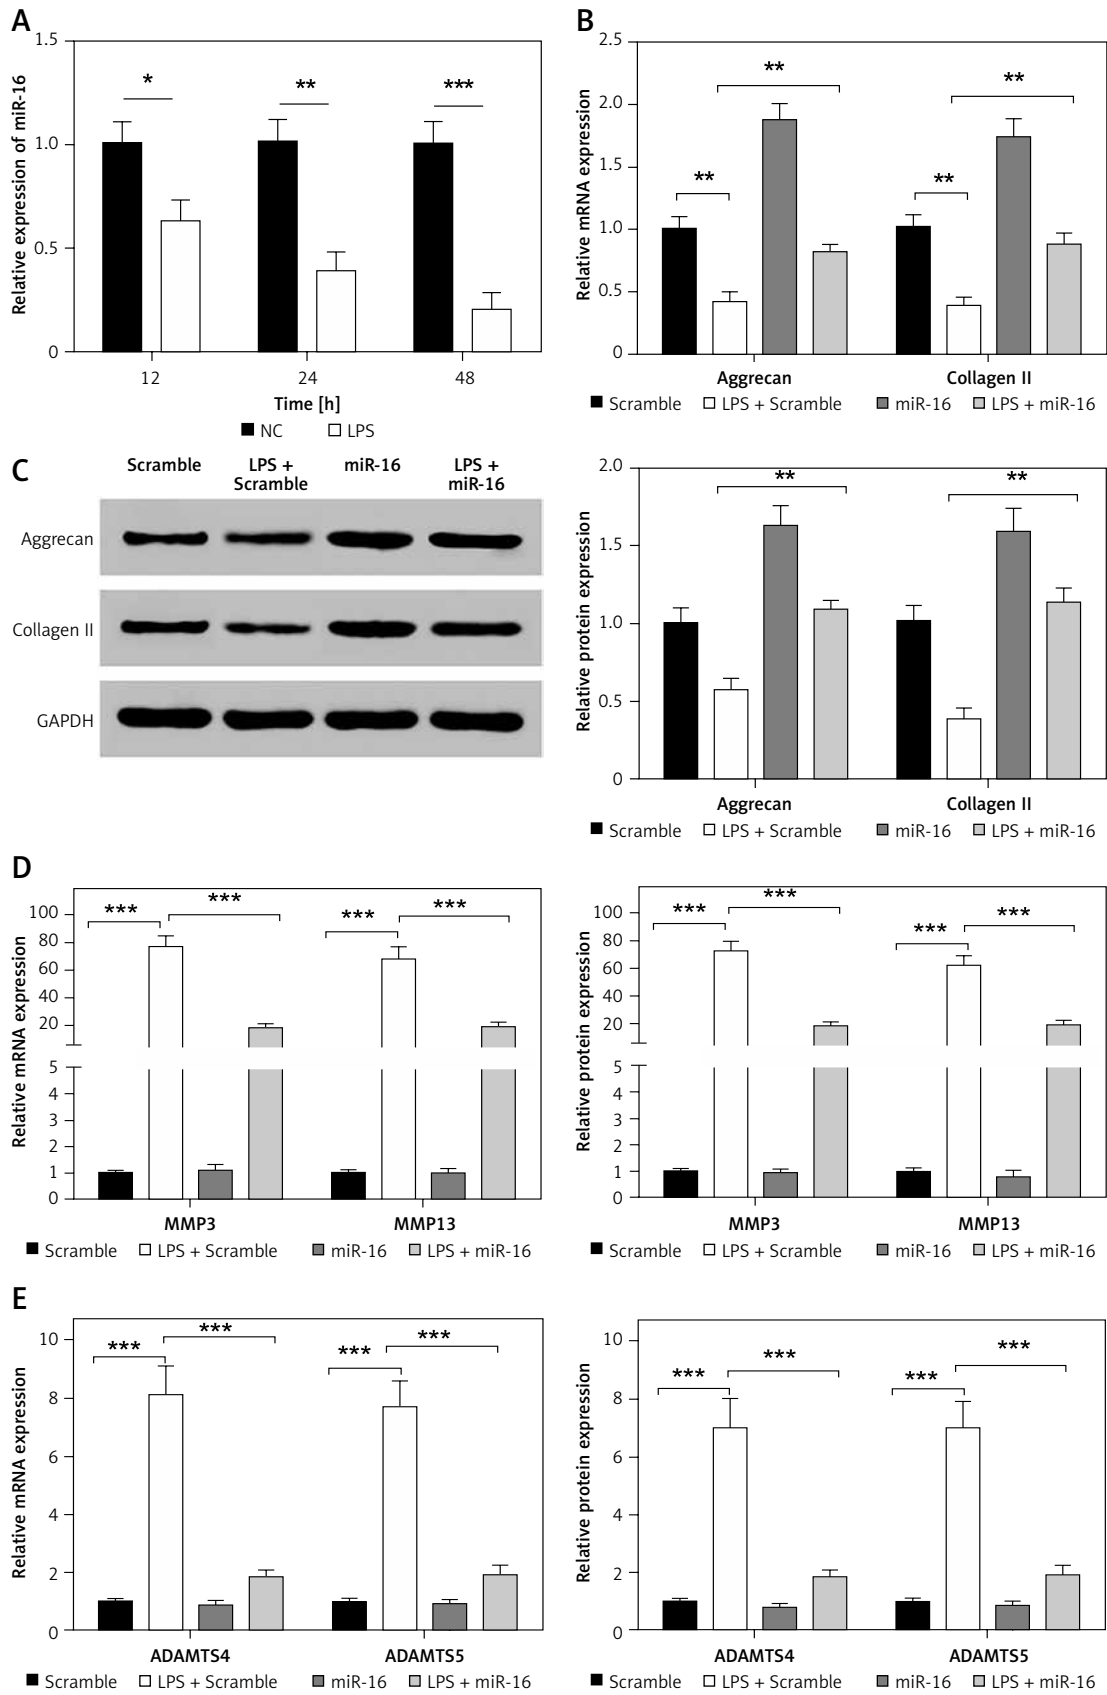 A
Relative expression of miR-16
1.5
1.0
0.5
0
*
**
***
12
24
48
Time [h]
NC
LPS
B
Relative mRNA expression
2.5
2.0
1.5
1.0
0.5
0
**
**
**
**
Aggrecan
Collagen II
Scramble
LPS + Scramble
miR-16
LPS + miR-16
C
Scramble
LPS +
Scramble
miR-16
LPS +
miR-16
Aggrecan
Collagen II
GAPDH
Relative protein expression
2.0
1.5
1.0
0.5
0
**
**
Aggrecan
Collagen II
Scramble
LPS + Scramble
miR-16
LPS + miR-16
D
Relative mRNA expression
100
80
60
40
20
5
4
3
2
1
0
***
***
***
***
MMP3
MMP13
Scramble
LPS + Scramble
miR-16
LPS + miR-16
Relative protein expression
100
80
60
40
20
5
4
3
2
1
0
***
***
***
***
MMP3
MMP13
Scramble
LPS + Scramble
miR-16
LPS + miR-16
E
Relative mRNA expression
10
8
6
4
2
0
***
***
***
***
ADAMTS4
ADAMTS5
Scramble
LPS + Scramble
miR-16
LPS + miR-16
Relative protein expression
10
8
6
4
2
0
***
***
***
***
ADAMTS4
ADAMTS5
Scramble
LPS + Scramble
miR-16
LPS + miR-16